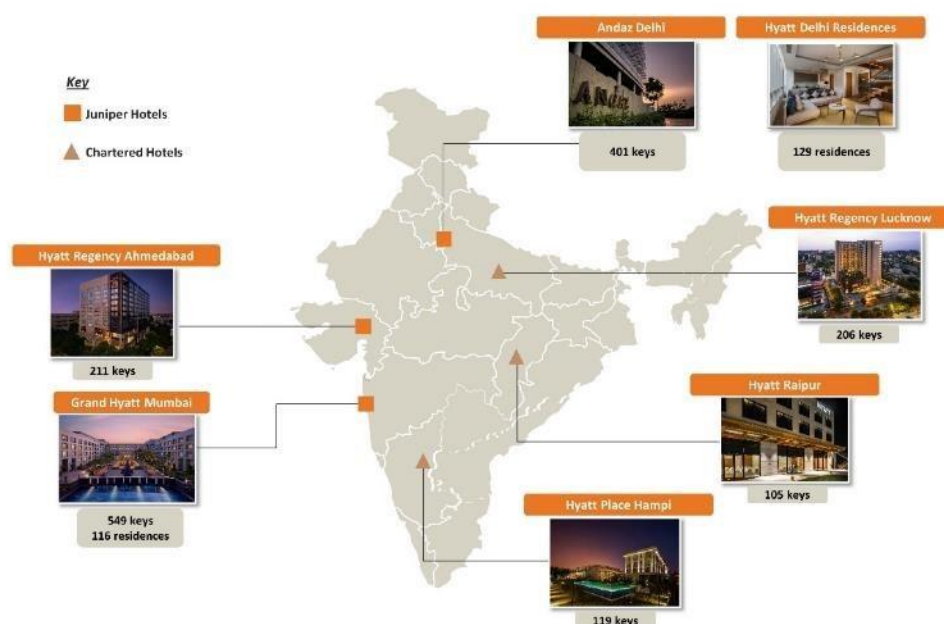 Andaz Delhi
Hyatt Delhi Residences
Key
Juniper Hotels
Chartered Hotels
ANDAZ
401 keys
129 residences
Hyatt Regency Lucknow
206 keys
Hyatt Regency Ahmedabad
211 keys
Grand Hyatt Mumbai
549 keys
116 residences
Hyatt Raipur
105 keys
Hyatt Place Hampi
119 keys